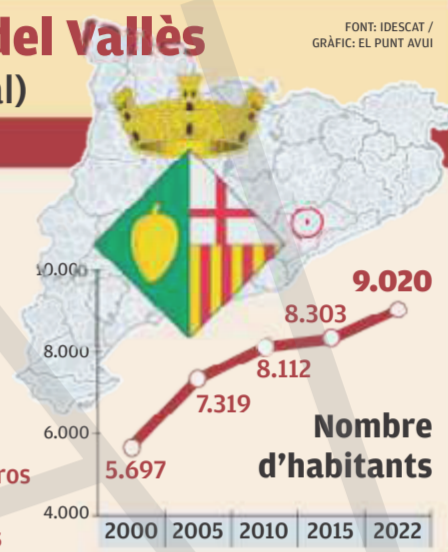 del Vallès
al)
FONT: IDESCAT /
GRÀFIC: EL PUNT AVUI
10.000
8.000
6.000
4.000
5.697
7.319
8.112
8.303
9.020
Nombre
d'habitants
ros
s
2000 2005 2010 2015 2022